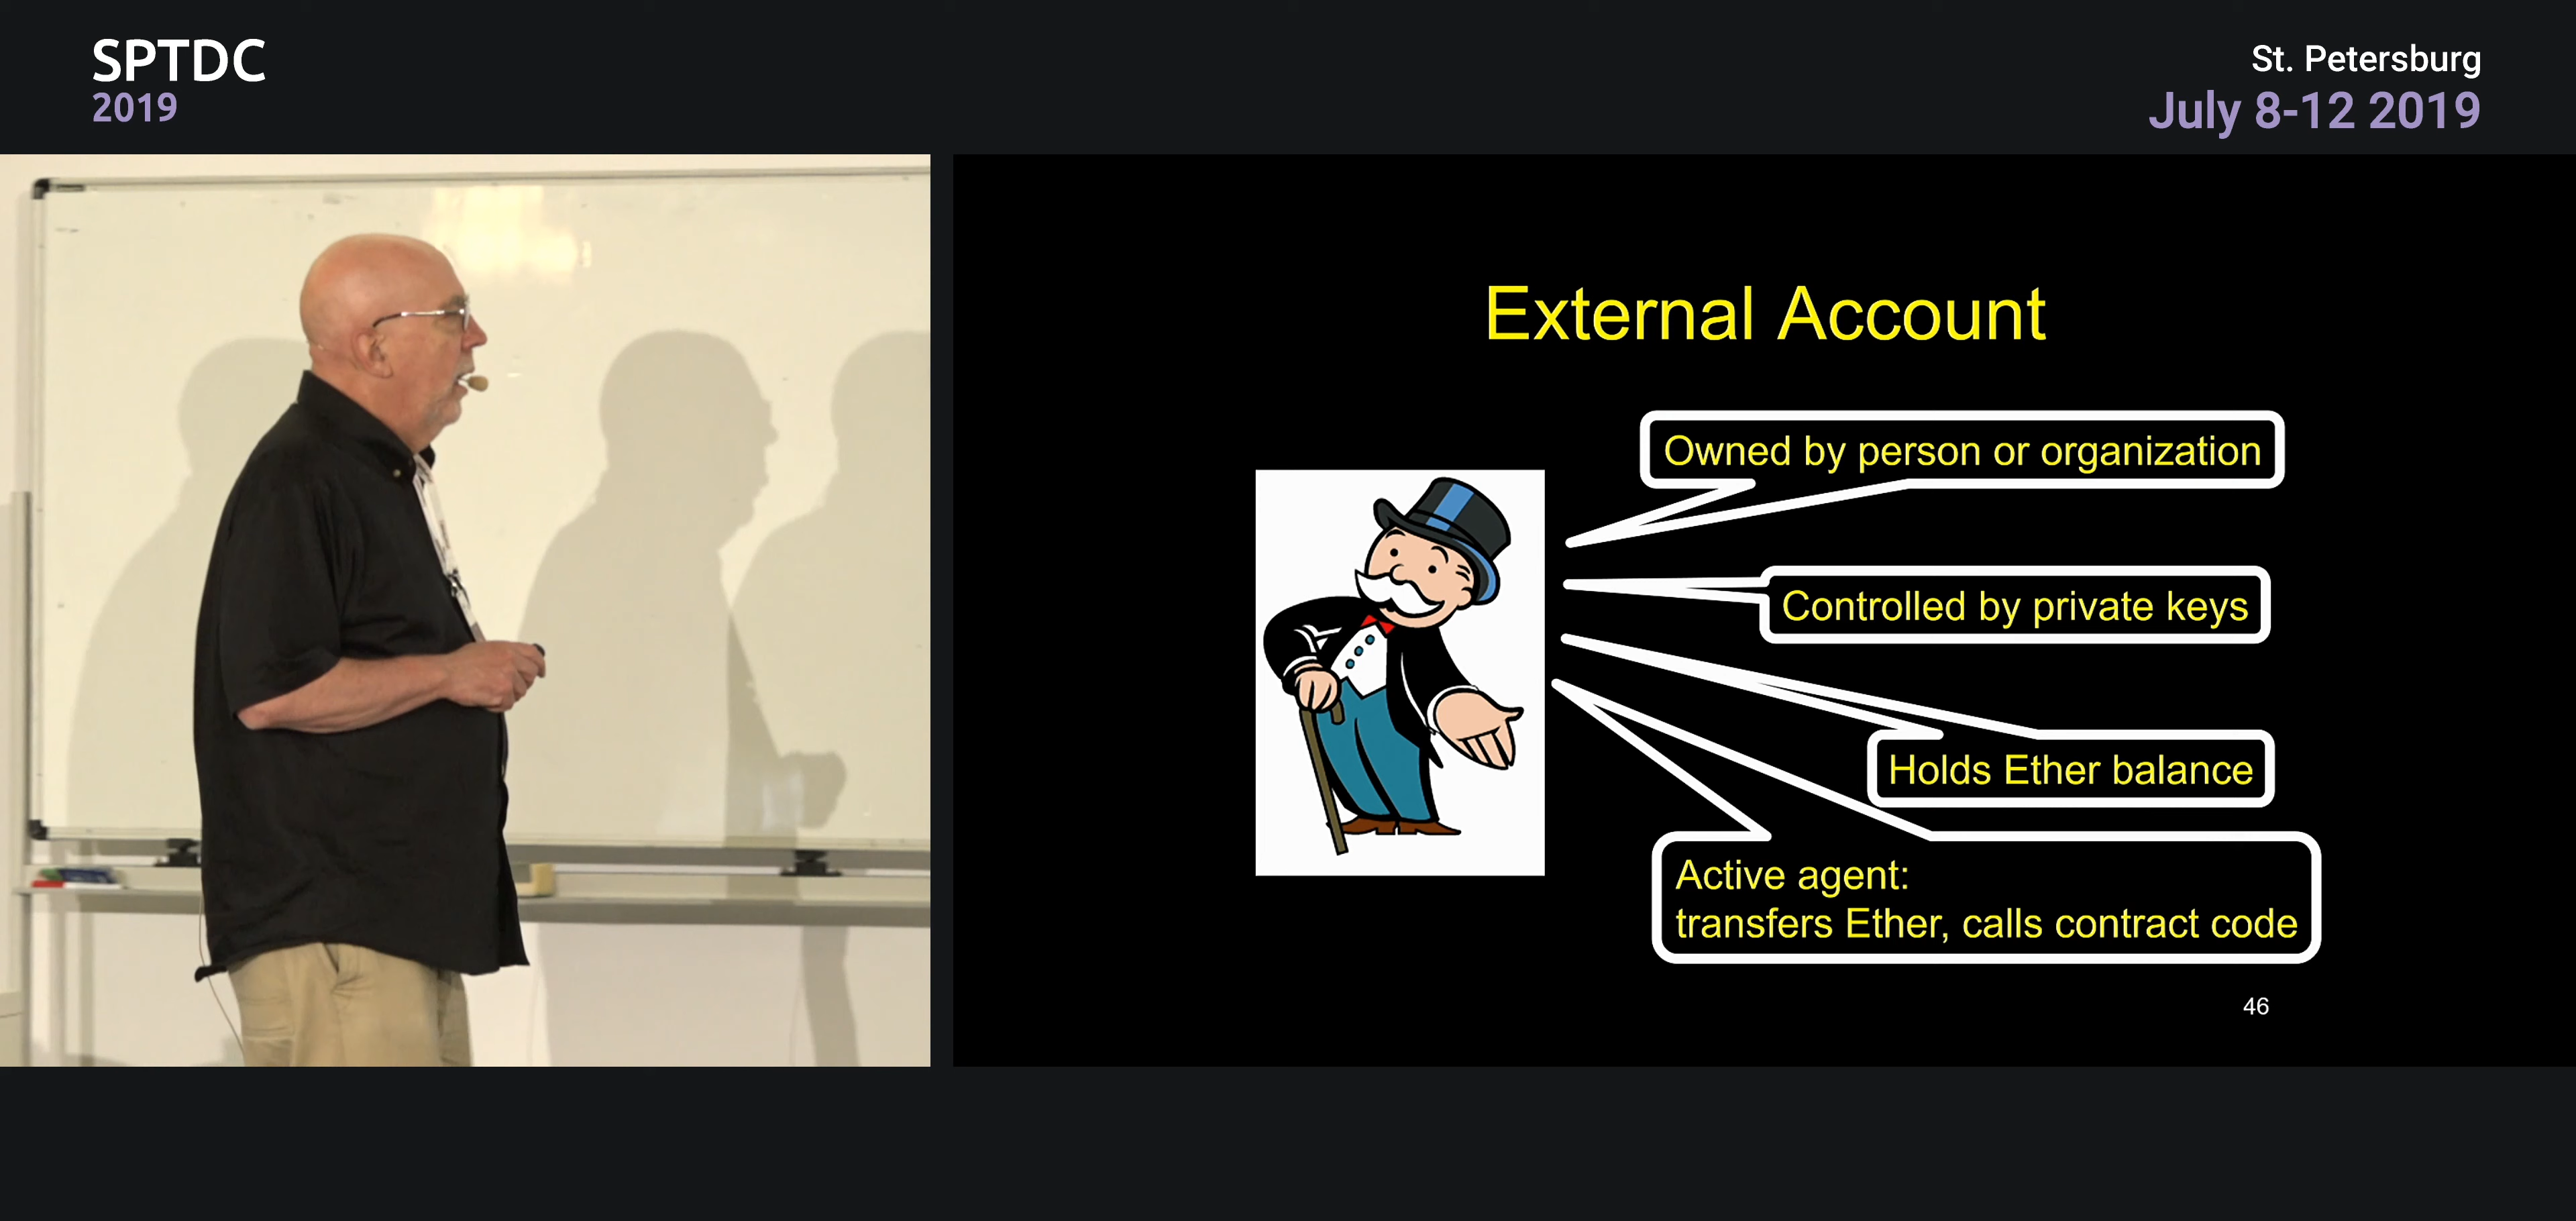 SPTDC
2019
St. Petersburg
July 8-12 2019
External Account
Owned by person or organization
Controlled by private keys
Holds Ether balance
Active agent:
transfers Ether, calls contract code
46